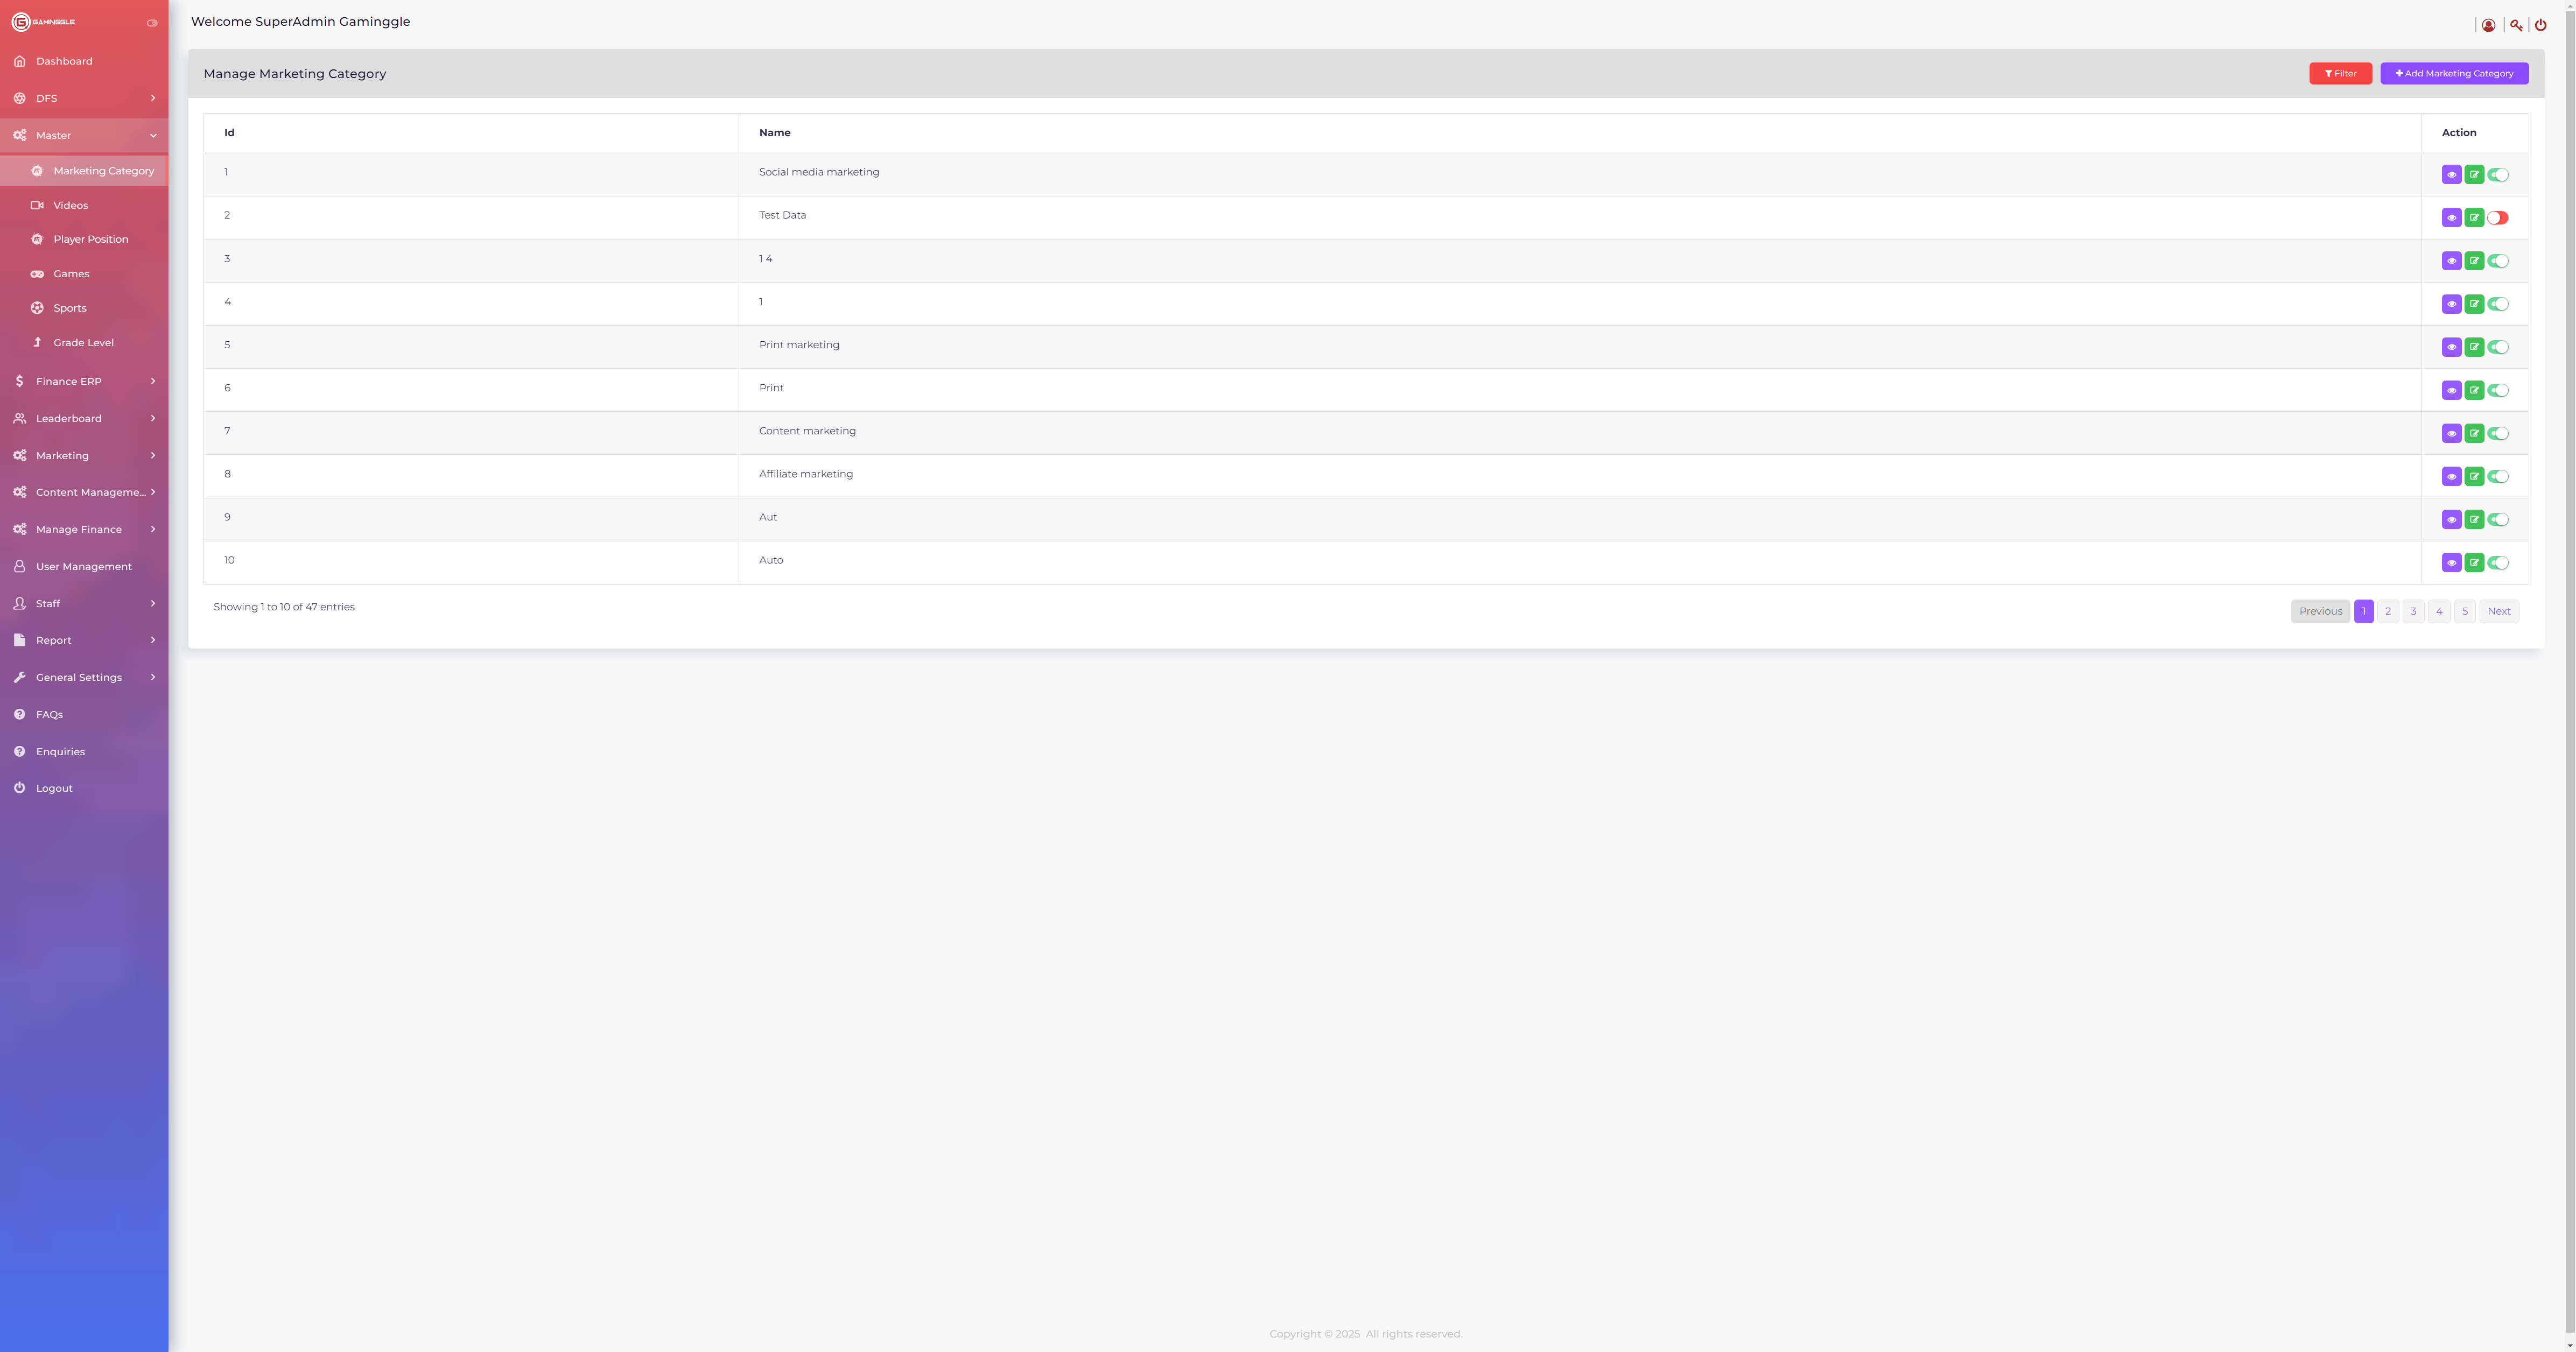 GAMINGGLE
Welcome SuperAdmin Gaminggle
Dashboard
DFS
Master
Marketing Category
Videos
Player Position
Games
Sports
Grade Level
Finance ERP
Leaderboard
Marketing
Content Manageme...
Manage Finance
User Management
Staff
Report
General Settings
FAQs
Enquiries
Logout
Manage Marketing Category
Filter
Add Marketing Category
Id Name Action
1 Social media marketing
2 Test Data
3 1 4
4 1
5 Print marketing
6 Print
7 Content marketing
8 Affiliate marketing
9 Aut
10 Auto
Showing 1 to 10 of 47 entries
Previous 1 2 3 4 5 Next
Copyright © 2025 All rights reserved.